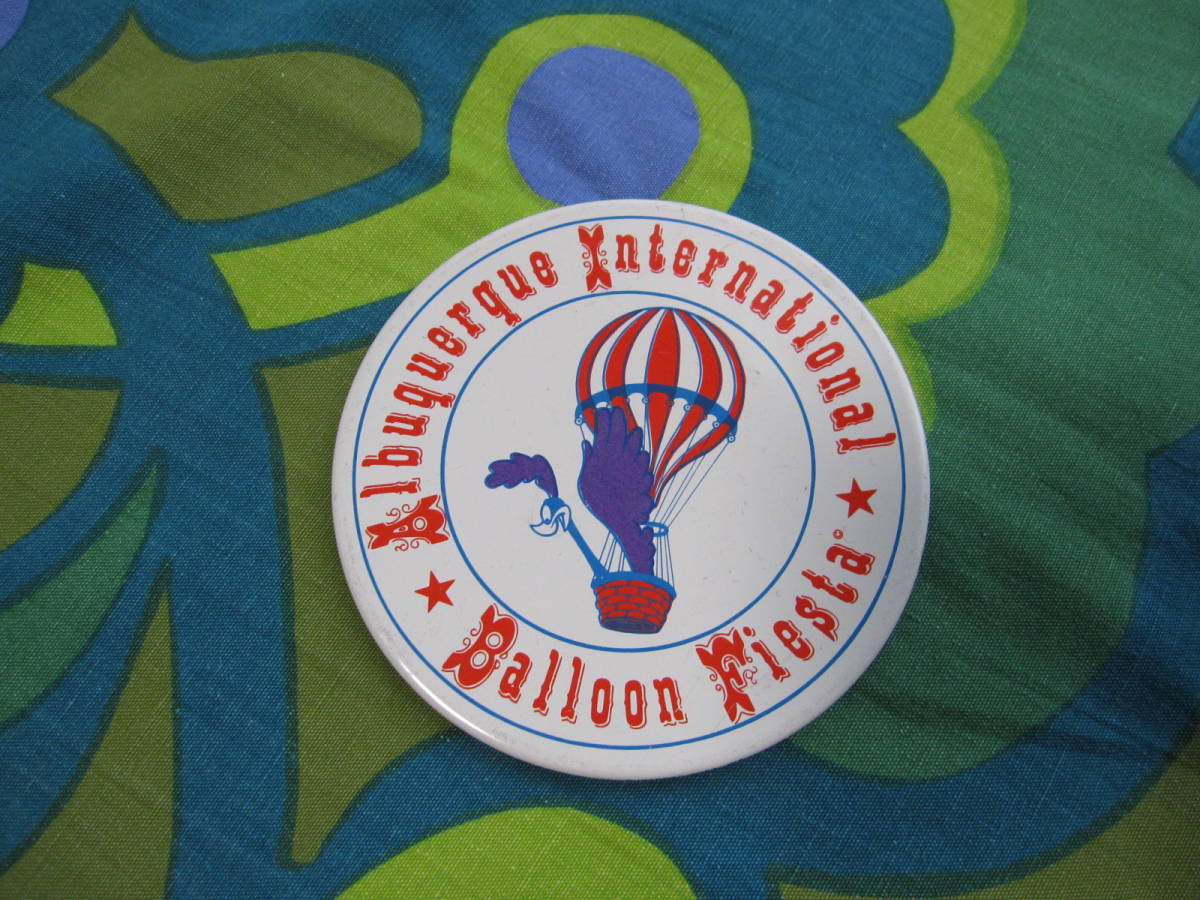 Albuquerque International
Balloon Fiesta